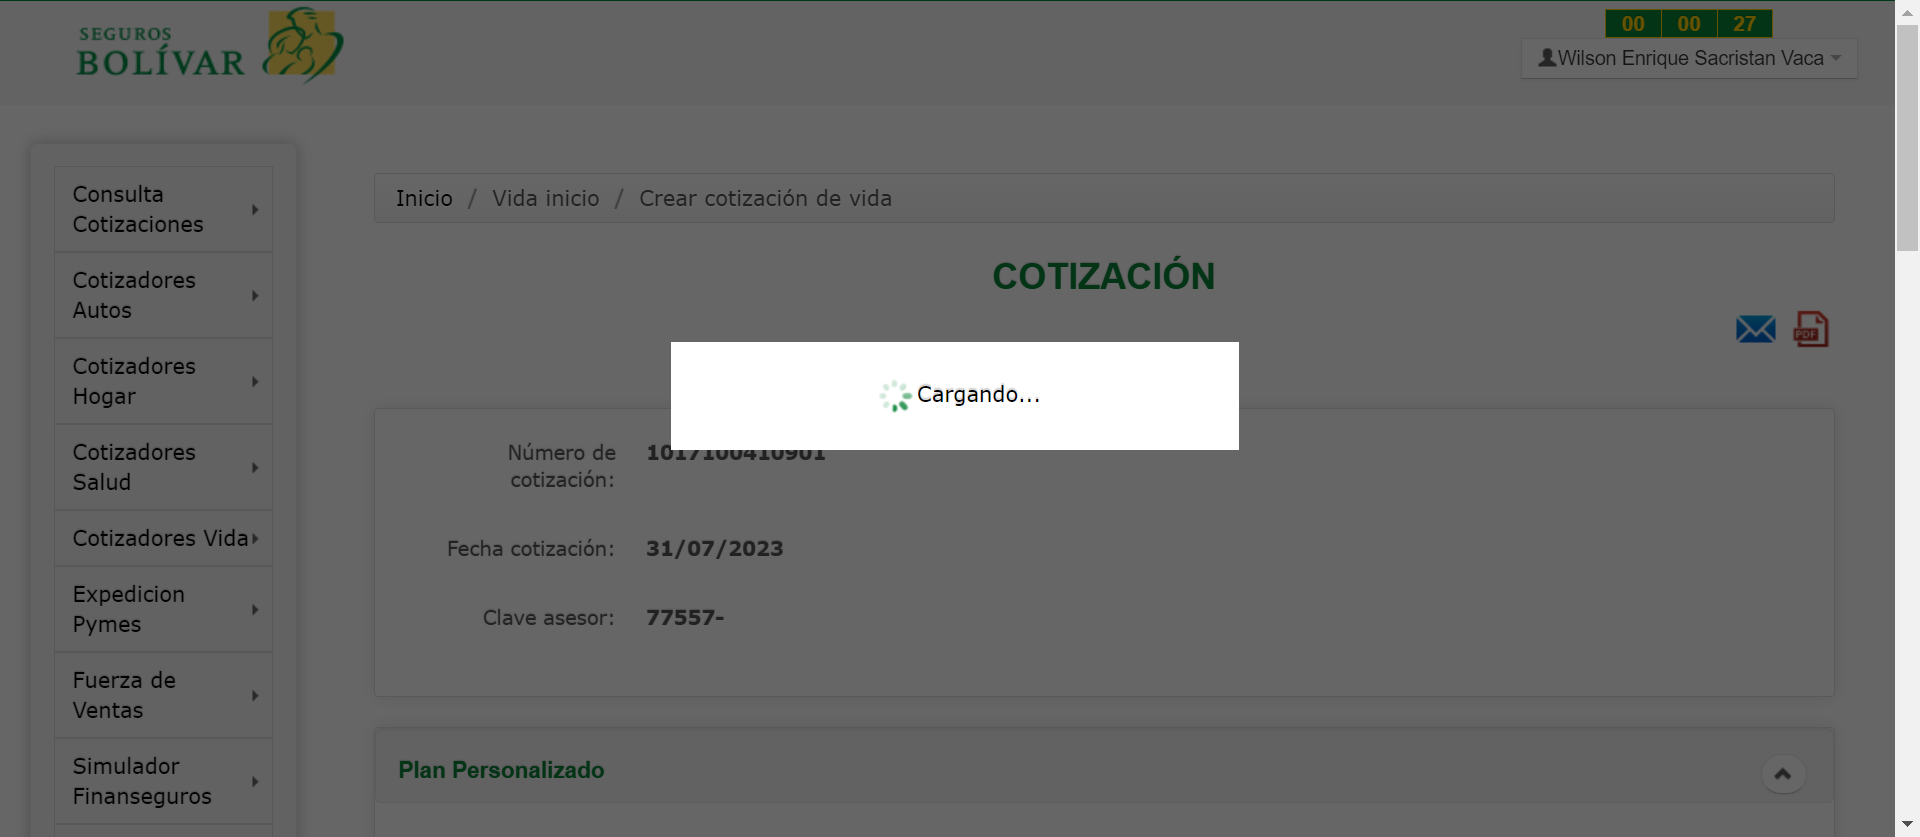 SEGUROS
BOLÍVAR
00 00 27
Wilson Enrique Sacristan Vaca
Consulta
Cotizaciones
Cotizadores
Autos
Cotizadores
Hogar
Cotizadores
Salud
Cotizadores Vida
Expedicion
Pymes
Fuerza de
Ventas
Simulador
Finanseguros
Inicio / Vida inicio / Crear cotización de vida
COTIZACIÓN
PDF
Cargando...
Número de cotización: 1017100410901
Fecha cotización: 31/07/2023
Clave asesor: 77557-
Plan Personalizado